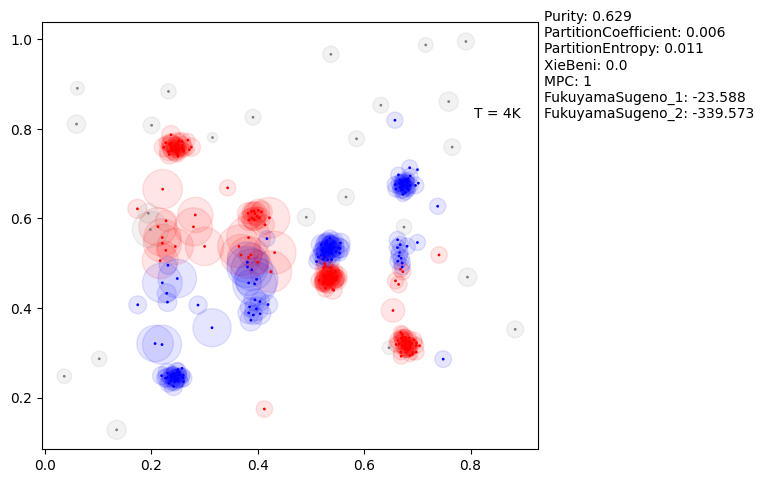 Purity: 0.629
PartitionCoefficient: 0.006
PartitionEntropy: 0.011
XieBeni: 0.0
MPC: 1
FukuyamaSugeno_1: -23.588
FukuyamaSugeno_2: -339.573
T = 4K
1.0
0.8
0.6
0.4
0.2
0.0
0.2
0.4
0.6
0.8